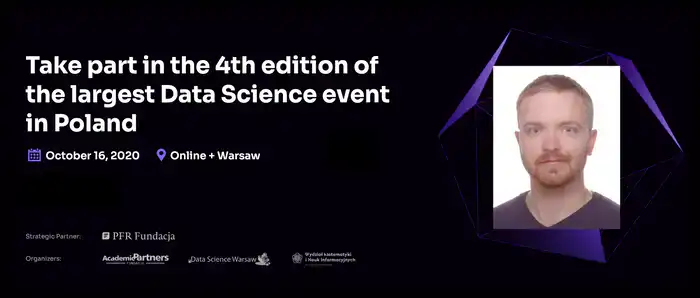 Take part in the 4th edition of
the largest Data Science event
in Poland
October 16, 2020 Online + Warsaw
Strategic Partner: PFR Fundacja
Organizers: AcademicPartners
FUNDACJA
Data Science Warsaw
Wydział Matematyki
i Nauk Informacyjnych